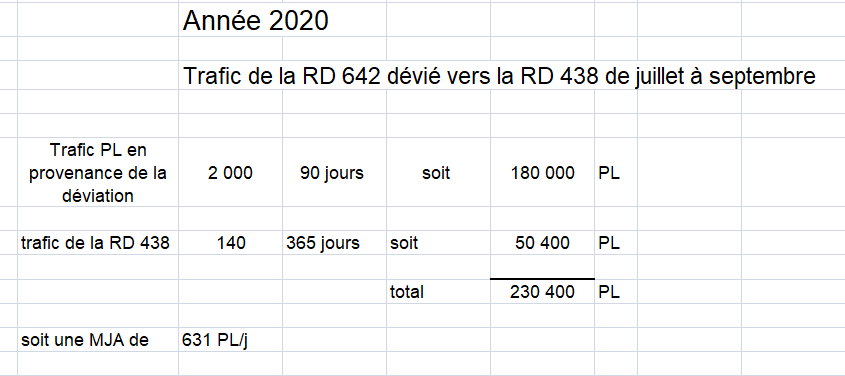 Année 2020
Trafic de la RD 642 dévié vers la RD 438 de juillet à septembre
Trafic PL en
provenance de la
déviation
2 000 90 jours soit 180 000 PL
trafic de la RD 438 140 365 jours soit 50 400 PL
total 230 400 PL
soit une MJA de 631 PL/j